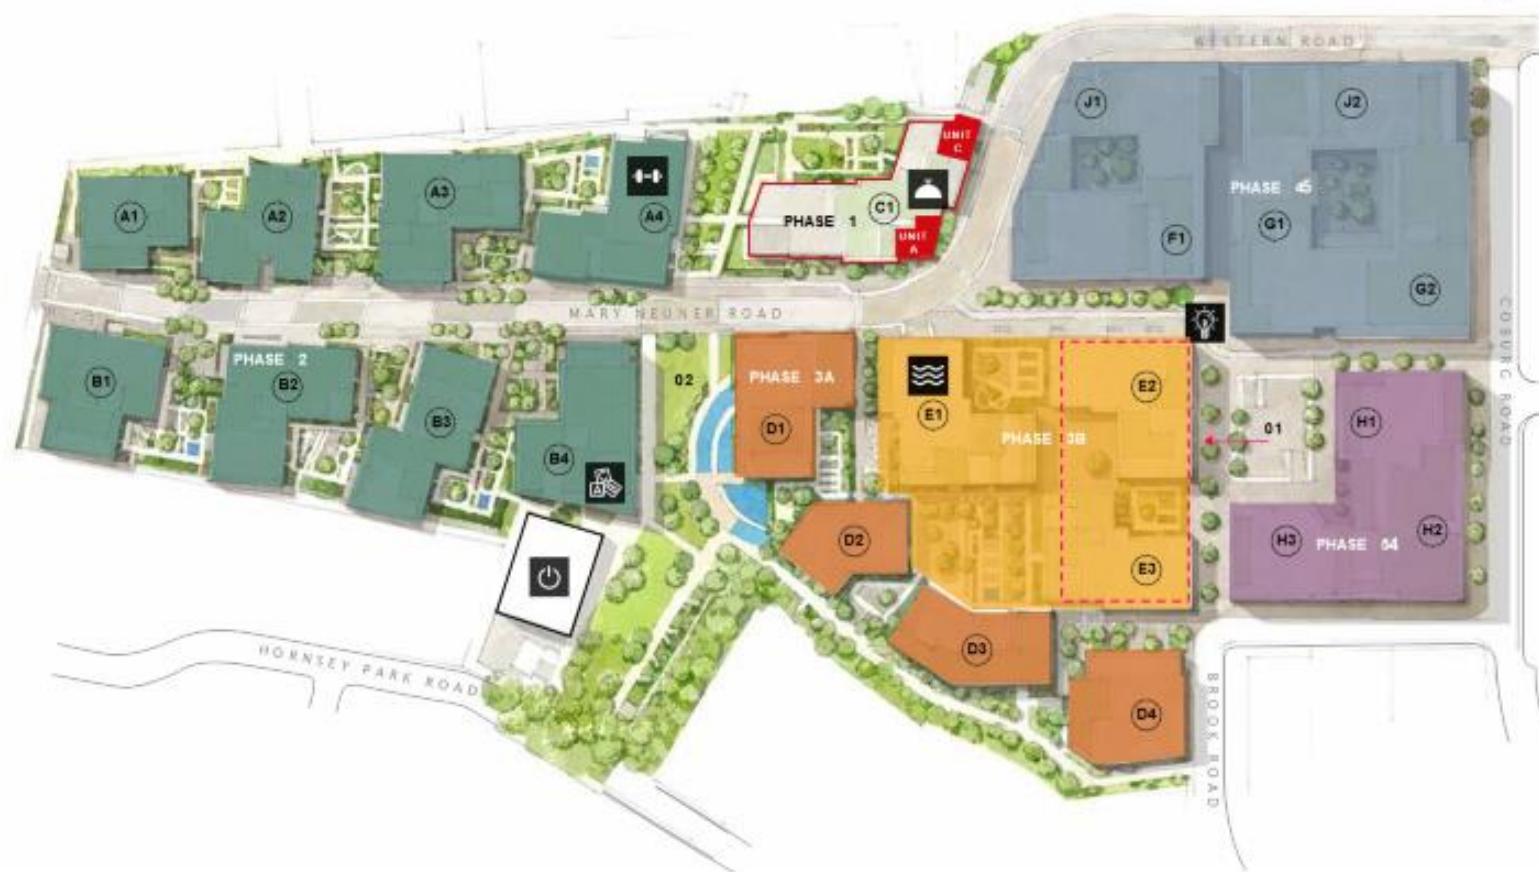 WESTERN ROAD
J1
J2
UNIT
C
A3
A1
A2
A4
PHASE 1
C1
UNIT
A
PHASE 45
G1
F1
G2
MARY NEUNER ROAD
COBURG ROAD
PHASE 2
B1
B2
B3
B4
A
02
PHASE 3A
D1
E1
E2
PHASE 3B
01
H1
D2
E3
H3
PHASE 54
H2
D3
D4
HORNSEY PARK ROAD
BROOK ROAD